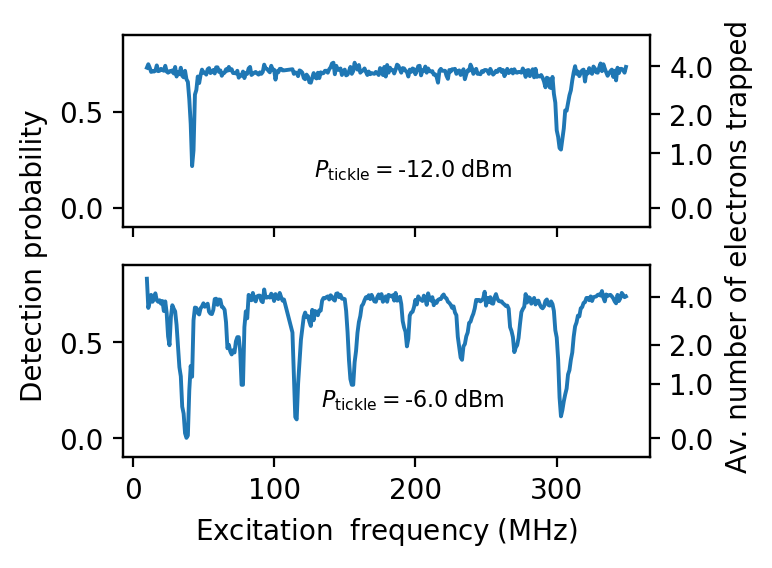 Detection probability
0.5
0.0
P_tickle = -12.0 dBm
4.0
2.0
1.0
0.0
Av. number of electrons trapped
0.5
0.0
P_tickle = -6.0 dBm
4.0
2.0
1.0
0.0
0 100 200 300
Excitation  frequency (MHz)